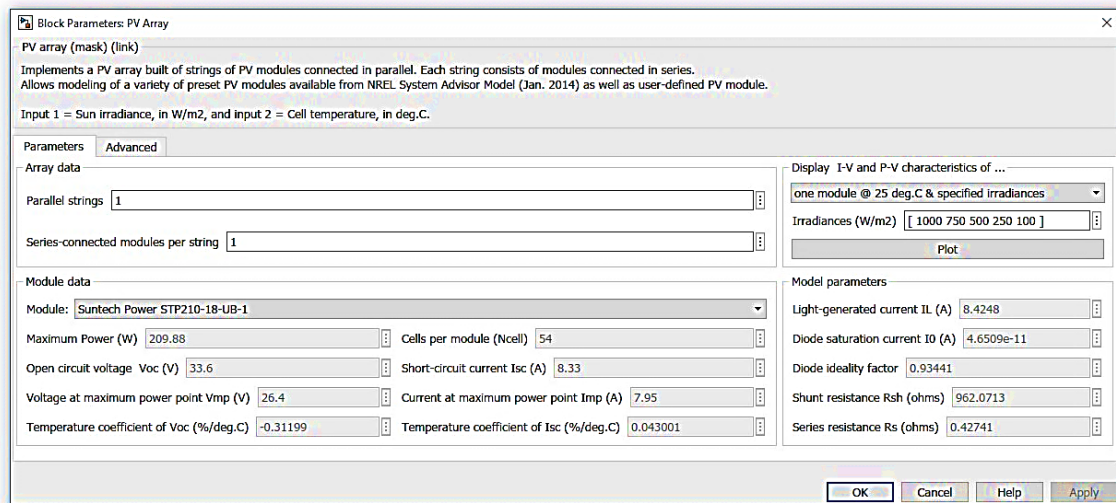 Block Parameters: PV Array
PV array (mask) (link)
Implements a PV array built of strings of PV modules connected in parallel. Each string consists of modules connected in series.
Allows modeling of a variety of preset PV modules available from NREL System Advisor Model (Jan. 2014) as well as user-defined PV module.
Input 1 = Sun irradiance, in W/m2, and input 2 = Cell temperature, in deg.C.
Parameters Advanced
Array data
Parallel strings 1
Series-connected modules per string 1
Display I-V and P-V characteristics of ...
one module @ 25 deg.C & specified irradiances
Irradiances (W/m2) [ 1000 750 500 250 100 ]
Plot
Module data
Module: Suntech Power STP210-18-UB-1
Maximum Power (W) 209.88 Cells per module (Ncell) 54
Open circuit voltage Voc (V) 33.6 Short-circuit current Isc (A) 8.33
Voltage at maximum power point Vmp (V) 26.4 Current at maximum power point Imp (A) 7.95
Temperature coefficient of Voc (%/deg.C) -0.31199 Temperature coefficient of Isc (%/deg.C) 0.043001
Model parameters
Light-generated current IL (A) 8.4248
Diode saturation current I0 (A) 4.6509e-11
Diode ideality factor 0.93441
Shunt resistance Rsh (ohms) 962.0713
Series resistance Rs (ohms) 0.42741
OK Cancel Help Apply